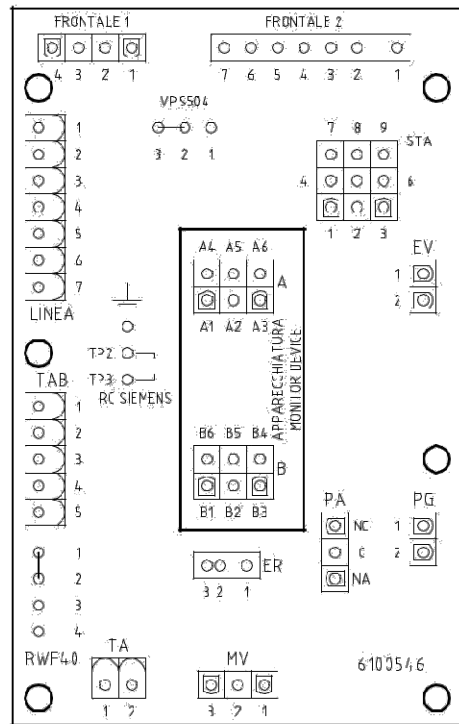 FRONTALE 1
FRONTALE 2
4 3 2 1
7 6 5 4 3 2 1
VPS504
3 2 1
1
2
3
4
5
6
7
LINEA
7 8 9
STA
4 6
1 2 3
EV
1
2
A4 A5 A6
A
A1 A2 A3
APPARECCHIATURA
MONITOR DEVICE
TP2
TP3
RC SIEMENS
TAB
1
2
3
4
5
B6 B5 B4
B
B1 B2 B3
PA
NC
C
NA
PG
1
2
ER
3 2 1
1
2
3
4
RWF40
TA
1 2
MV
3 2 1
6100546